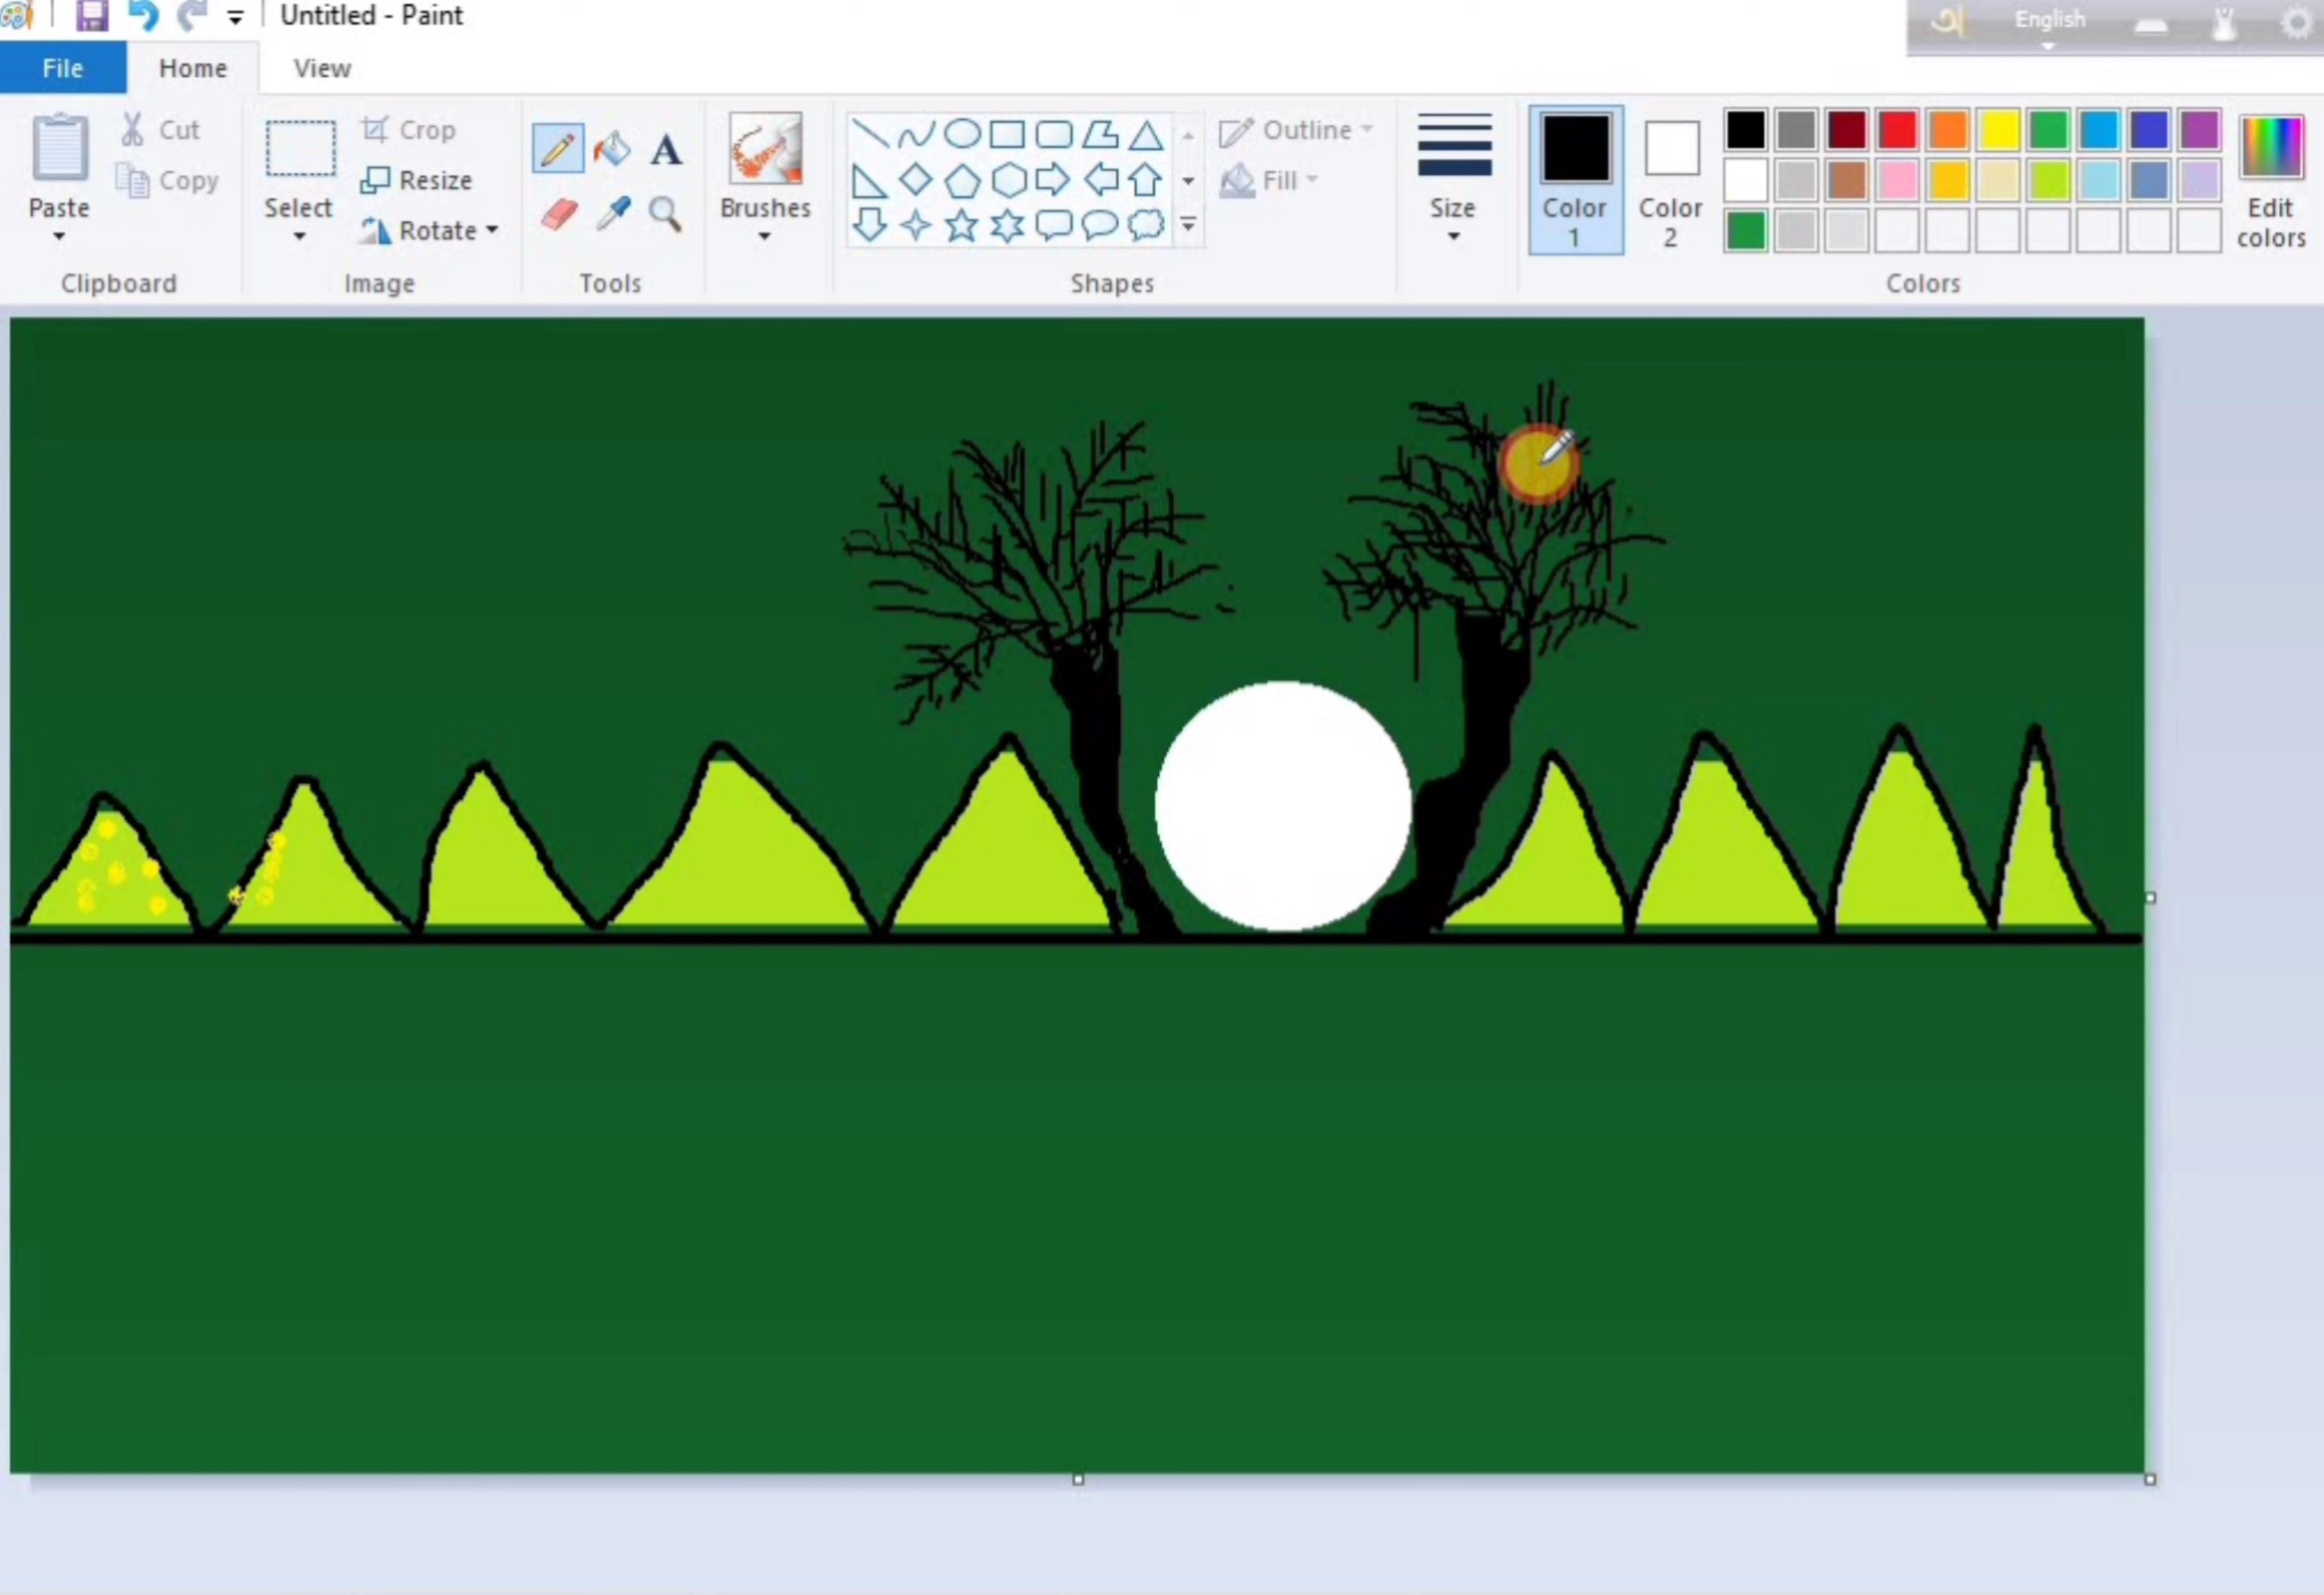 Untitled - Paint
অ English
File Home View
Paste
Cut
Copy
Clipboard
Select
Crop
Resize
Rotate
Image
A
Tools
Brushes
Outline
Fill
Shapes
Size
Color
1
Color
2
Edit
colors
Colors